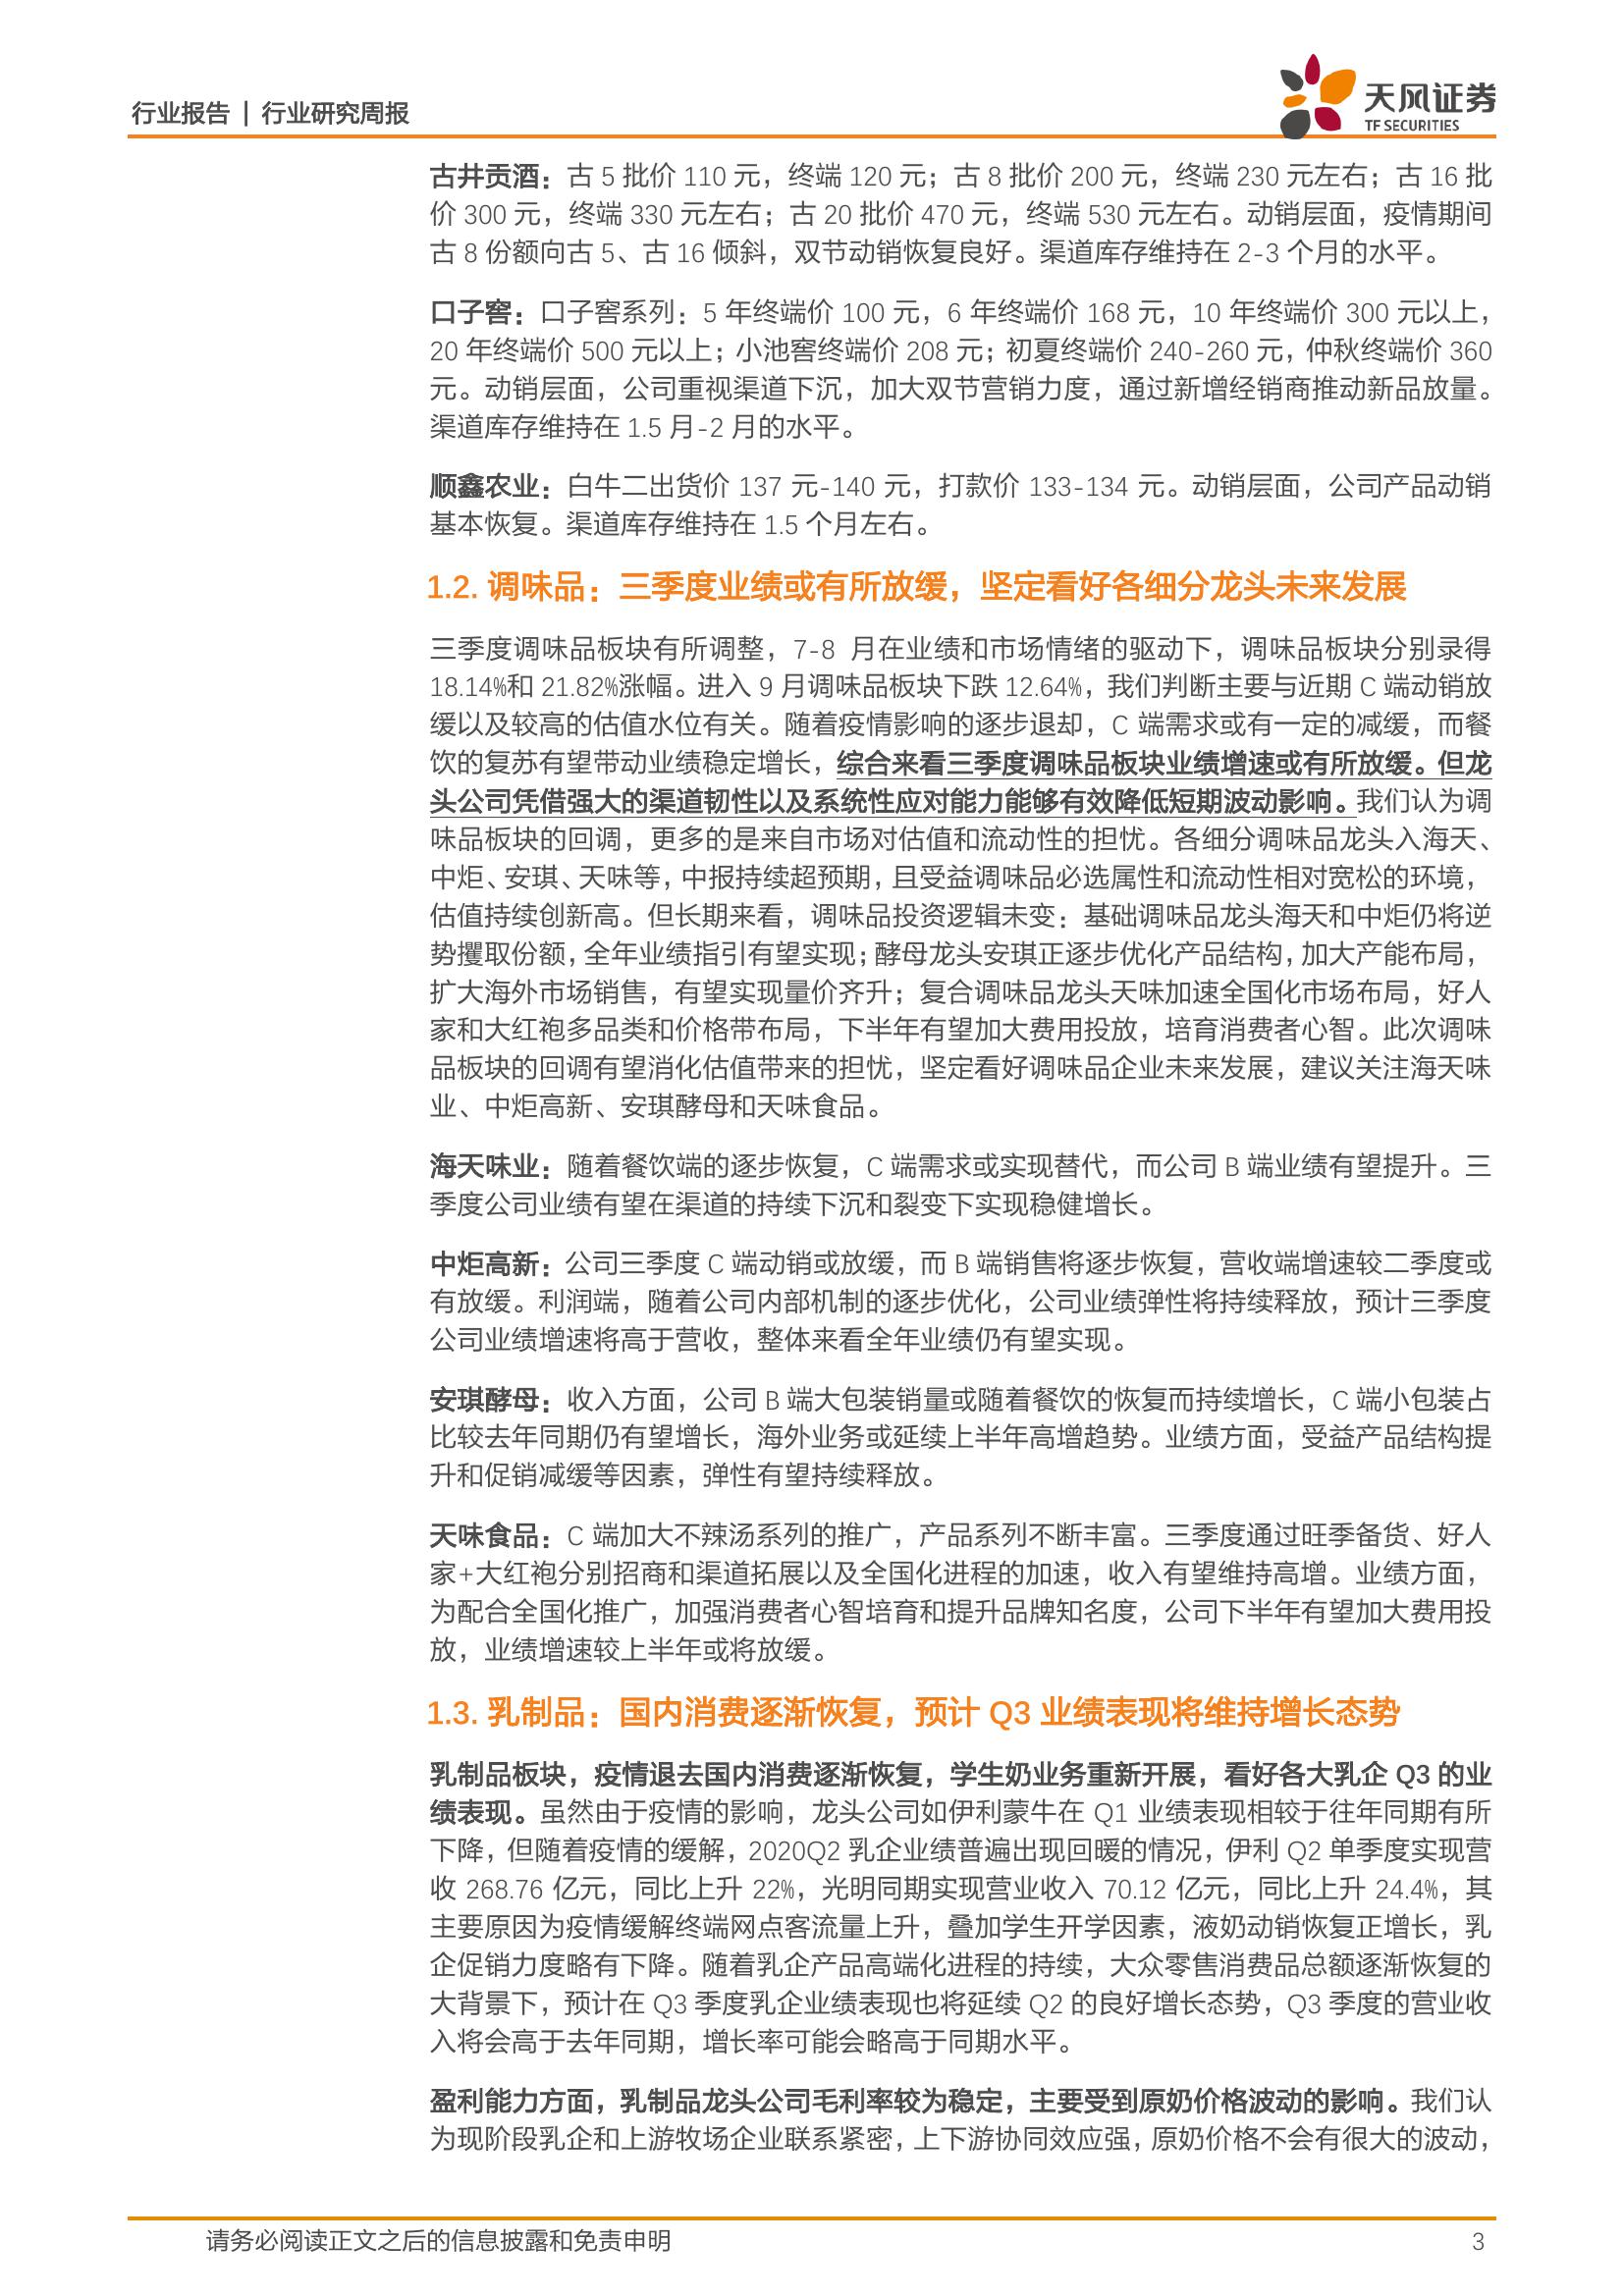 行业报告 | 行业研究周报
天风证券
TF SECURITIES
古井贡酒：古 5 批价 110 元，终端 120 元；古 8 批价 200 元，终端 230 元左右；古 16 批
价 300 元，终端 330 元左右；古 20 批价 470 元，终端 530 元左右。动销层面，疫情期间
古 8 份额向古 5、古 16 倾斜，双节动销恢复良好。渠道库存维持在 2-3 个月的水平。
口子窖：口子窖系列：5 年终端价 100 元，6 年终端价 168 元，10 年终端价 300 元以上，
20 年终端价 500 元以上；小池窖终端价 208 元；初夏终端价 240-260 元，仲秋终端价 360
元。动销层面，公司重视渠道下沉，加大双节营销力度，通过新增经销商推动新品放量。
渠道库存维持在 1.5 月-2 月的水平。
顺鑫农业：白牛二出货价 137 元-140 元，打款价 133-134 元。动销层面，公司产品动销
基本恢复。渠道库存维持在 1.5 个月左右。
1.2. 调味品：三季度业绩或有所放缓，坚定看好各细分龙头未来发展
三季度调味品板块有所调整，7-8 月在业绩和市场情绪的驱动下，调味品板块分别录得
18.14%和 21.82%涨幅。进入 9 月调味品板块下跌 12.64%，我们判断主要与近期 C 端动销放
缓以及较高的估值水位有关。随着疫情影响的逐步退却，C 端需求或有一定的减缓，而餐
饮的复苏有望带动业绩稳定增长，综合来看三季度调味品板块业绩增速或有所放缓。但龙
头公司凭借强大的渠道韧性以及系统性应对能力能够有效降低短期波动影响。我们认为调
味品板块的回调，更多的是来自市场对估值和流动性的担忧。各细分调味品龙头入海天、
中炬、安琪、天味等，中报持续超预期，且受益调味品必选属性和流动性相对宽松的环境，
估值持续创新高。但长期来看，调味品投资逻辑未变：基础调味品龙头海天和中炬仍将逆
势攫取份额，全年业绩指引有望实现；酵母龙头安琪正逐步优化产品结构，加大产能布局，
扩大海外市场销售，有望实现量价齐升；复合调味品龙头天味加速全国化市场布局，好人
家和大红袍多品类和价格带布局，下半年有望加大费用投放，培育消费者心智。此次调味
品板块的回调有望消化估值带来的担忧，坚定看好调味品企业未来发展，建议关注海天味
业、中炬高新、安琪酵母和天味食品。
海天味业：随着餐饮端的逐步恢复，C 端需求或实现替代，而公司 B 端业绩有望提升。三
季度公司业绩有望在渠道的持续下沉和裂变下实现稳健增长。
中炬高新：公司三季度 C 端动销或放缓，而 B 端销售将逐步恢复，营收端增速较二季度或
有放缓。利润端，随着公司内部机制的逐步优化，公司业绩弹性将持续释放，预计三季度
公司业绩增速将高于营收，整体来看全年业绩仍有望实现。
安琪酵母：收入方面，公司 B 端大包装销量或随着餐饮的恢复而持续增长，C 端小包装占
比较去年同期仍有望增长，海外业务或延续上半年高增趋势。业绩方面，受益产品结构提
升和促销减缓等因素，弹性有望持续释放。
天味食品：C 端加大不辣汤系列的推广，产品系列不断丰富。三季度通过旺季备货、好人
家+大红袍分别招商和渠道拓展以及全国化进程的加速，收入有望维持高增。业绩方面，
为配合全国化推广，加强消费者心智培育和提升品牌知名度，公司下半年有望加大费用投
放，业绩增速较上半年或将放缓。
1.3. 乳制品：国内消费逐渐恢复，预计 Q3 业绩表现将维持增长态势
乳制品板块，疫情退去国内消费逐渐恢复，学生奶业务重新开展，看好各大乳企 Q3 的业
绩表现。虽然由于疫情的影响，龙头公司如伊利蒙牛在 Q1 业绩表现相较于往年同期有所
下降，但随着疫情的缓解，2020Q2 乳企业绩普遍出现回暖的情况，伊利 Q2 单季度实现营
收 268.76 亿元，同比上升 22%，光明同期实现营业收入 70.12 亿元，同比上升 24.4%，其
主要原因为疫情缓解终端网点客流量上升，叠加学生开学因素，液奶动销恢复正增长，乳
企促销力度略有下降。随着乳企产品高端化进程的持续，大众零售消费品总额逐渐恢复的
大背景下，预计在 Q3 季度乳企业绩表现也将延续 Q2 的良好增长态势，Q3 季度的营业收
入将会高于去年同期，增长率可能会略高于同期水平。
盈利能力方面，乳制品龙头公司毛利率较为稳定，主要受到原奶价格波动的影响。我们认
为现阶段乳企和上游牧场企业联系紧密，上下游协同效应强，原奶价格不会有很大的波动，
请务必阅读正文之后的信息披露和免责申明
3